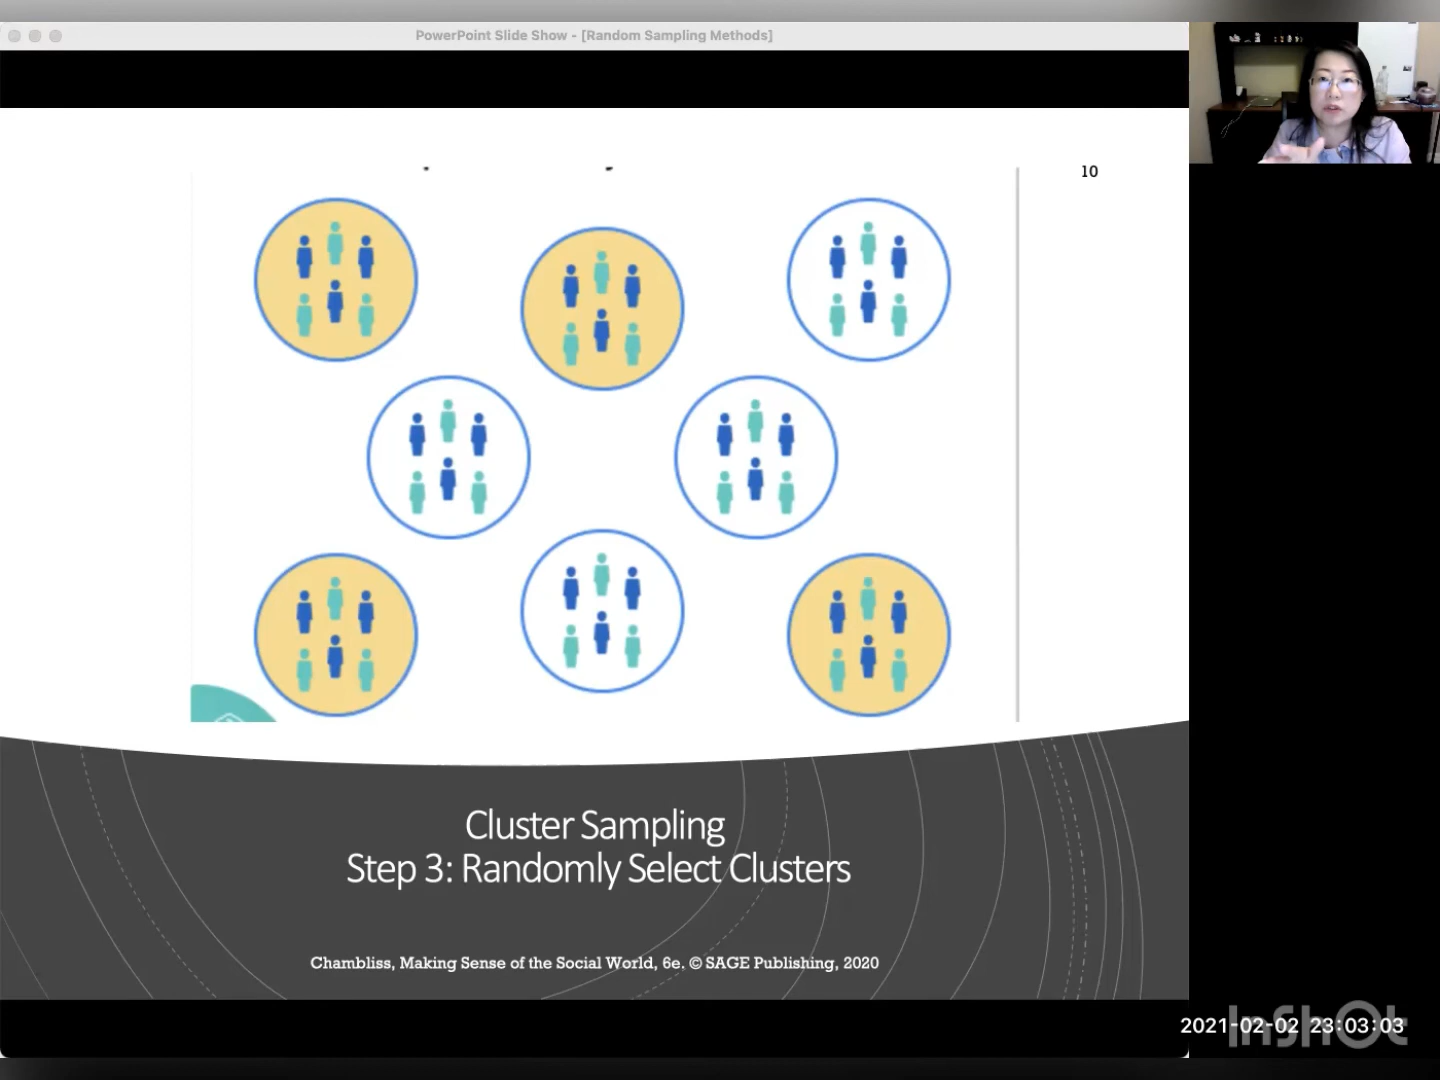 PowerPoint Slide Show - [Random Sampling Methods]
10
Cluster Sampling
Step 3: Randomly Select Clusters
Chambliss, Making Sense of the Social World, 6e. © SAGE Publishing, 2020
InShOt
2021-02-02 23:03:03